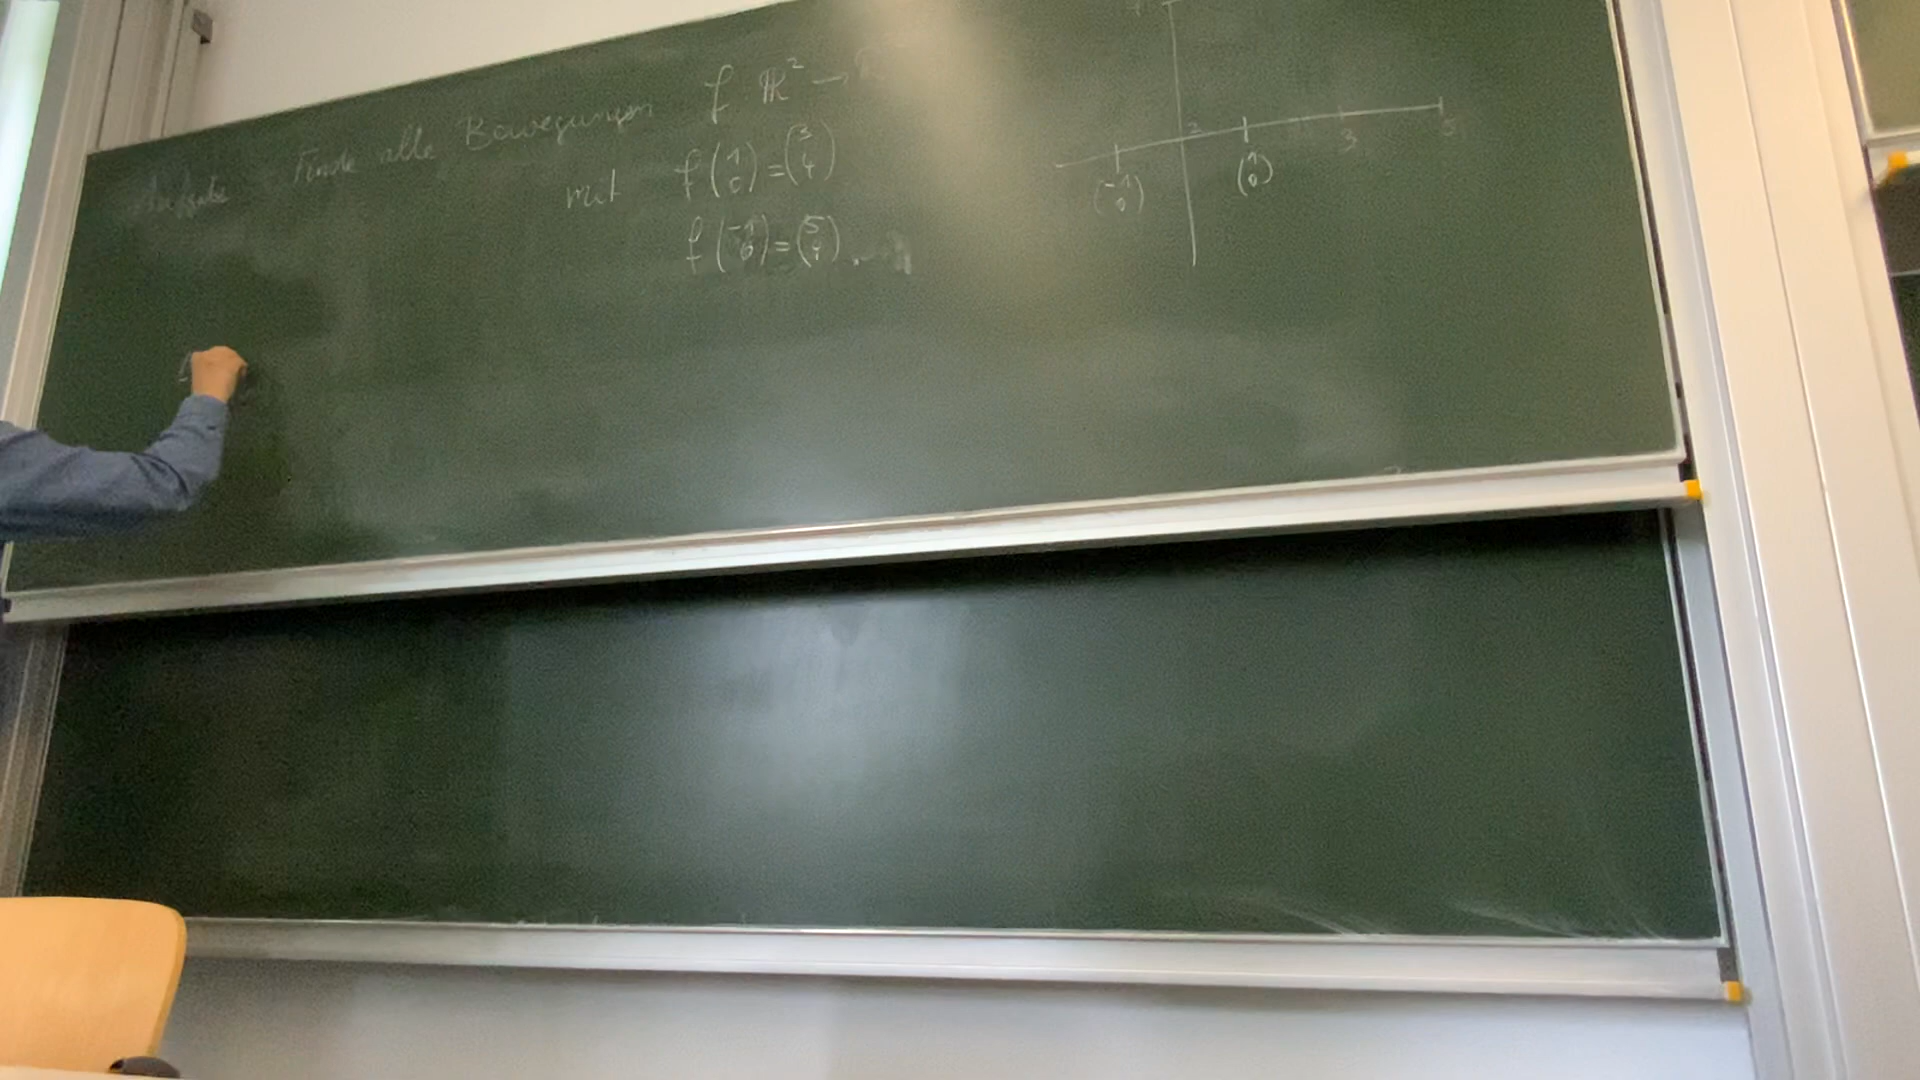 Aufgabe Finde alle Bewegungen f ℝ² →
mit f(1 0) = (3 4)
f(-1 0) = (5 4).
2 3 5
(-1 0) (1 0)